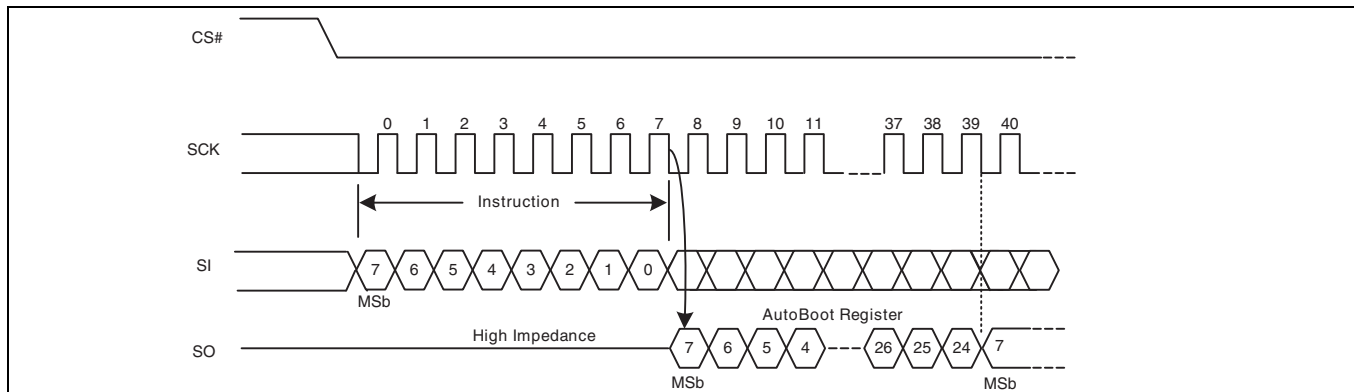 CS#
0 1 2 3 4 5 6 7 8 9 10 11 37 38 39 40
SCK
Instruction
SI
7 6 5 4 3 2 1 0
MSb
AutoBoot Register
High Impedance
SO
7 6 5 4 26 25 24 7
MSb MSb